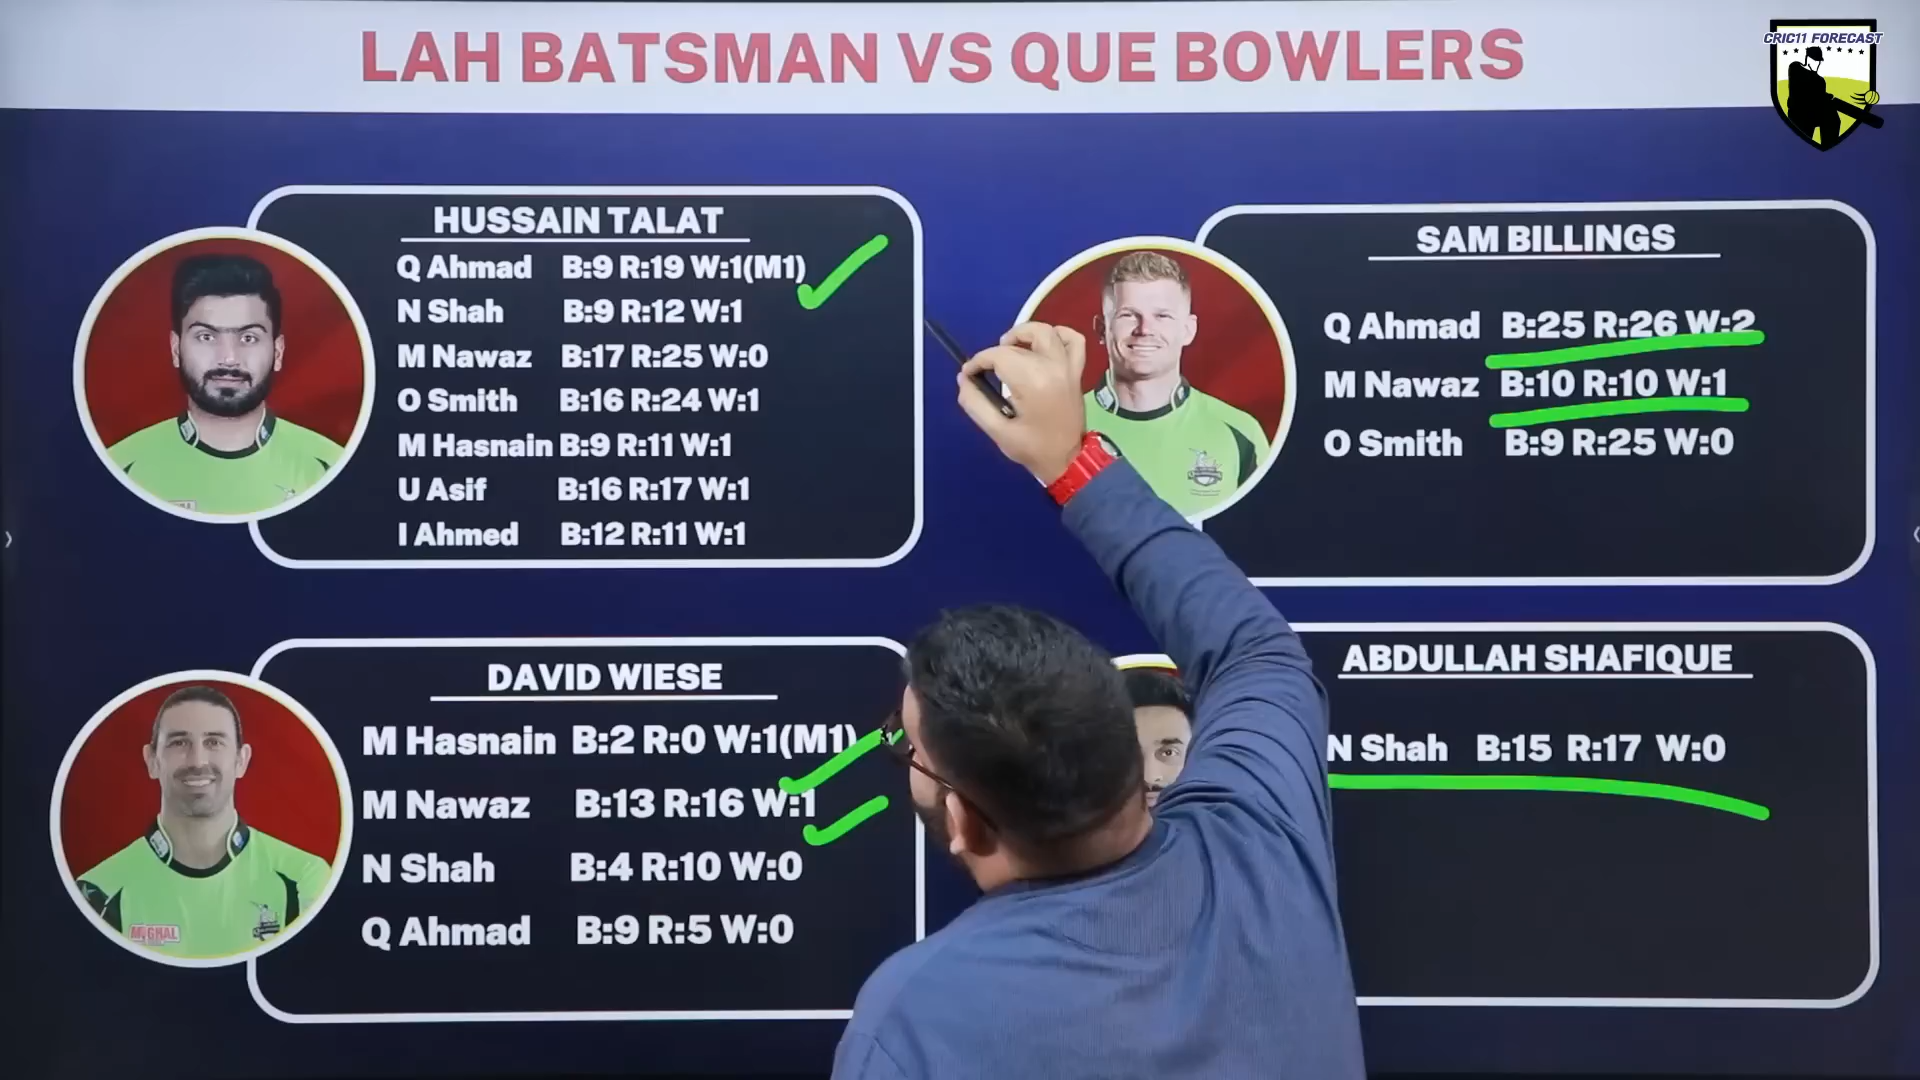 LAH BATSMAN VS QUE BOWLERS
CRIC11 FORECAST
HUSSAIN TALAT
Q Ahmad B:9 R:19 W:1(M1)
N Shah B:9 R:12 W:1
M Nawaz B:17 R:25 W:0
O Smith B:16 R:24 W:1
M Hasnain B:9 R:11 W:1
U Asif B:16 R:17 W:1
I Ahmed B:12 R:11 W:1
SAM BILLINGS
Q Ahmad B:25 R:26 W:2
M Nawaz B:10 R:10 W:1
O Smith B:9 R:25 W:0
DAVID WIESE
M Hasnain B:2 R:0 W:1(M1)
M Nawaz B:13 R:16 W:1
N Shah B:4 R:10 W:0
Q Ahmad B:9 R:5 W:0
MUGHAL
ABDULLAH SHAFIQUE
N Shah B:15 R:17 W:0